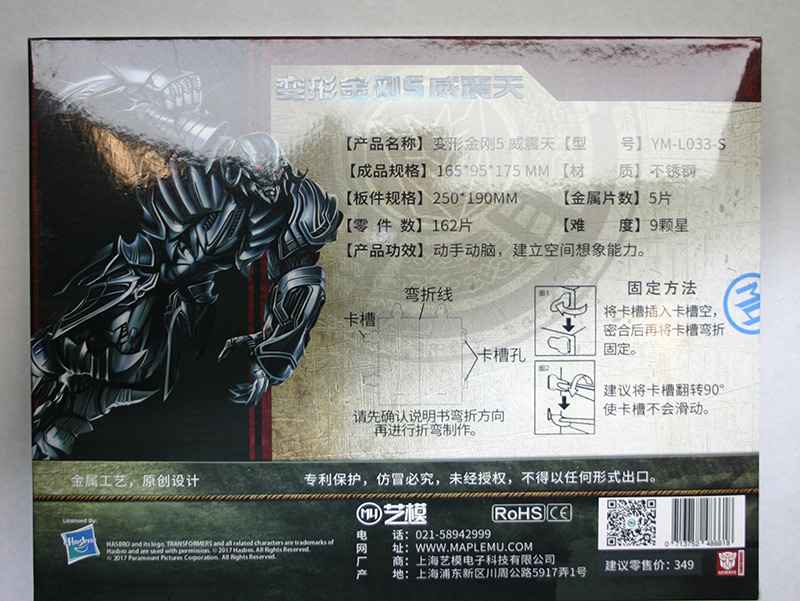 变形金刚5 威震天
【产品名称】 变形金刚5 威震天 【型 号】 YM-L033-S
【成品规格】 165*95*175 MM 【材 质】 不锈钢
【板件规格】 250*190MM 【金属片数】 5片
【零 件 数】 162片 【难 度】 9颗星
【产品功效】 动手动脑，建立空间想象能力。
弯折线
卡槽
卡槽孔
请先确认说明书弯折方向
再进行折弯制作。
图1
图2
固定方法
将卡槽插入卡槽空，
密合后再将卡槽弯折
固定。
建议将卡槽翻转90°
使卡槽不会滑动。
金属工艺，原创设计
专利保护，仿冒必究，未经授权，不得以任何形式出口。
Licensed By:
Hasbro
HASBRO and its logo, TRANSFORMERS and all related characters are trademarks of
Hasbro and are used with permission. © 2017 Hasbro. All Rights Reserved.
© 2017 Paramount Pictures Corporation. All Rights Reserved.
艺模
RoHS CE
电 话： 021-58942999
网 址： WWW.MAPLEMU.COM
厂 商： 上海艺模电子科技有限公司
产 地： 上海浦东新区川周公路5917弄1号
建议零售价：349